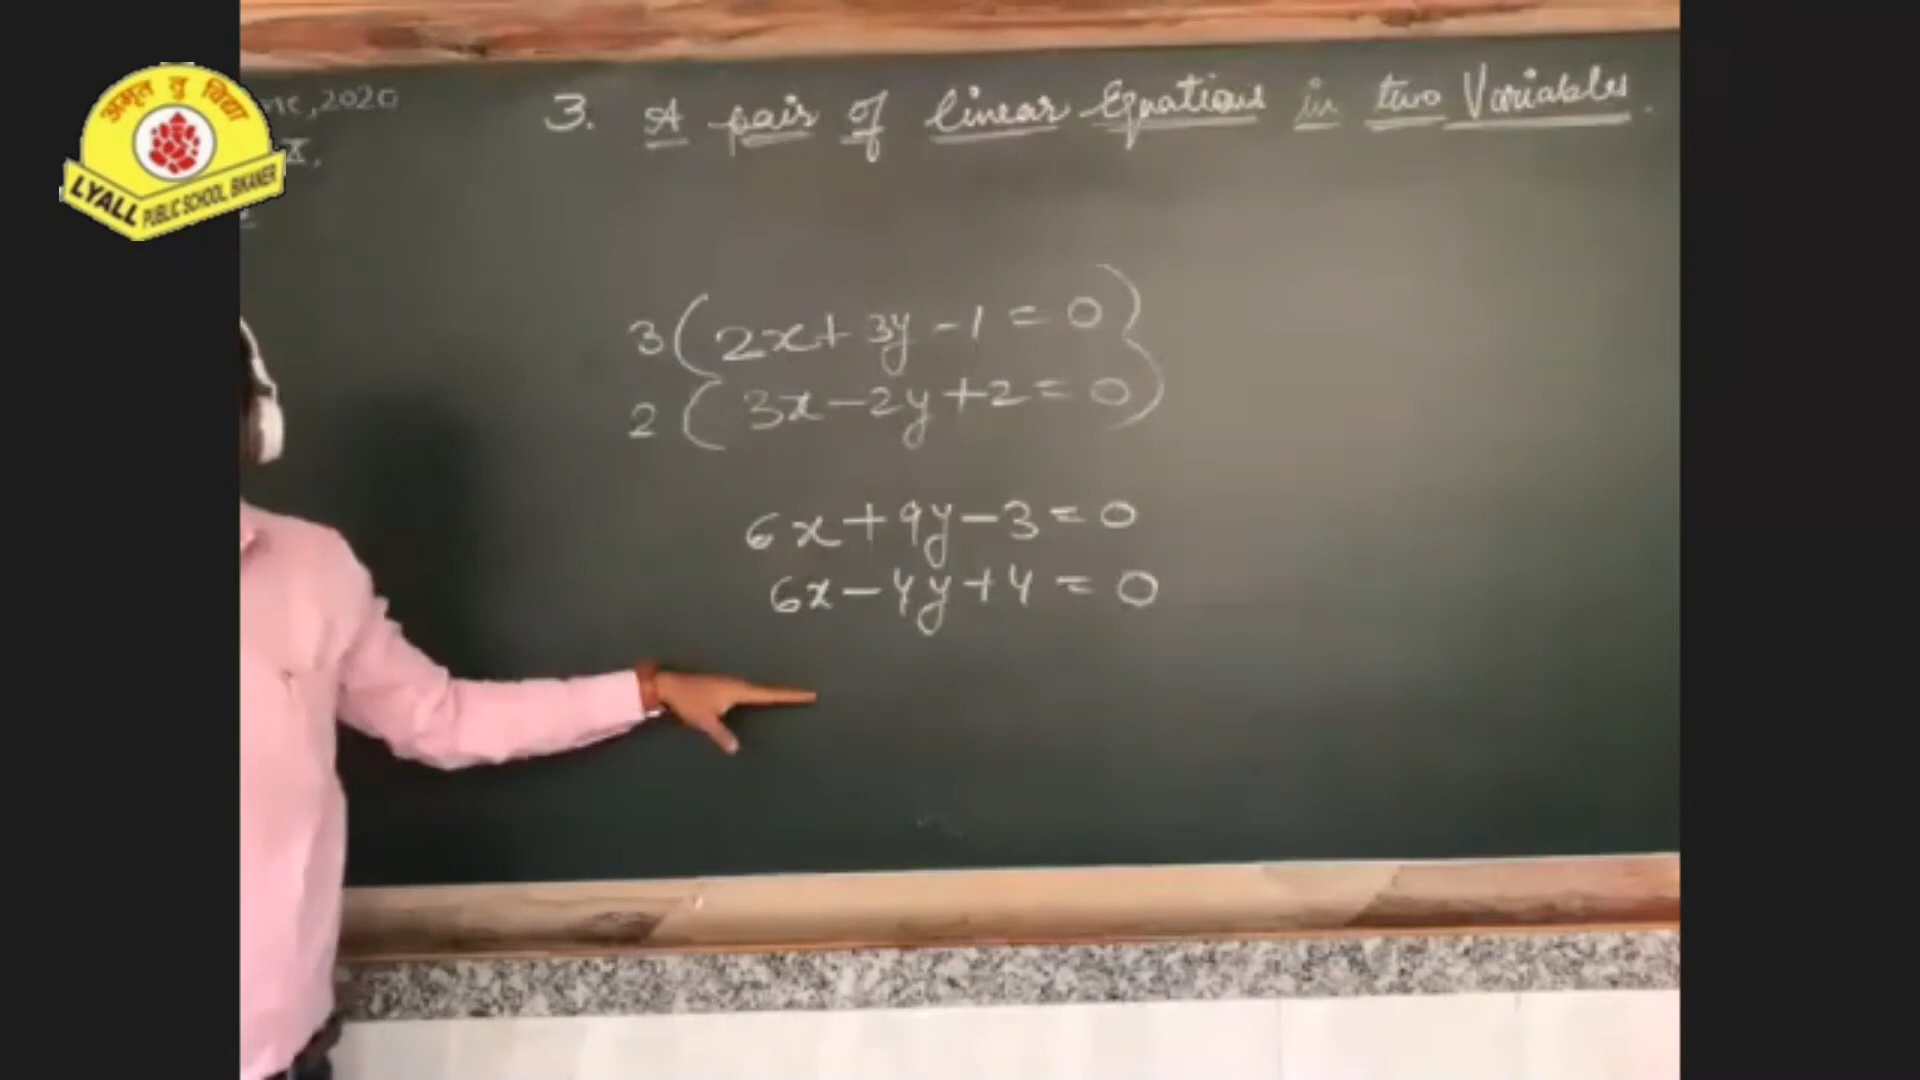 अमृतं तु विद्या
LYALL PUBLIC SCHOOL, BIKANER
, 2020
X,
3. A pair of linear Equations in two Variables.
3(2x+3y-1=0)
2(3x-2y+2=0)
6x+9y-3=0
6x-4y+4=0